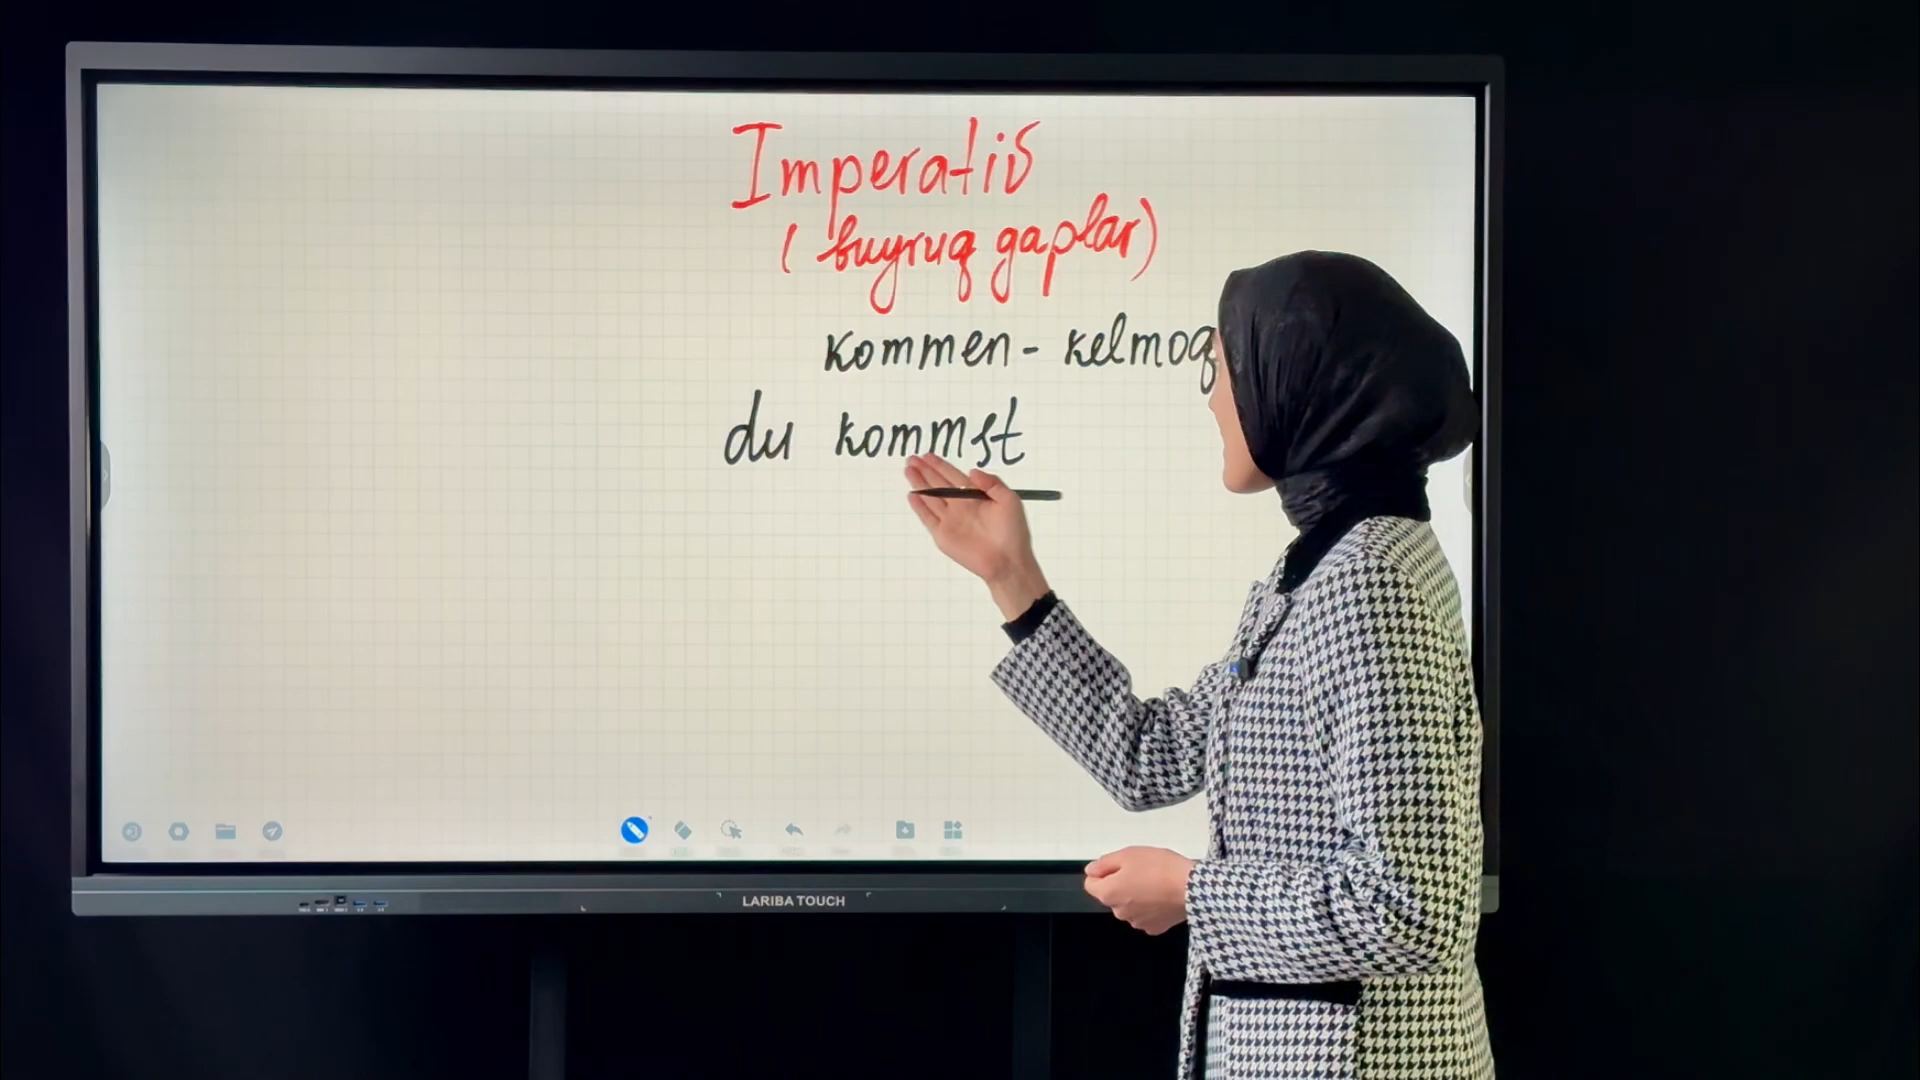 Imperativ
(buyruq gaplar)
kommen - kelmoq
du kommst
LARIBA TOUCH